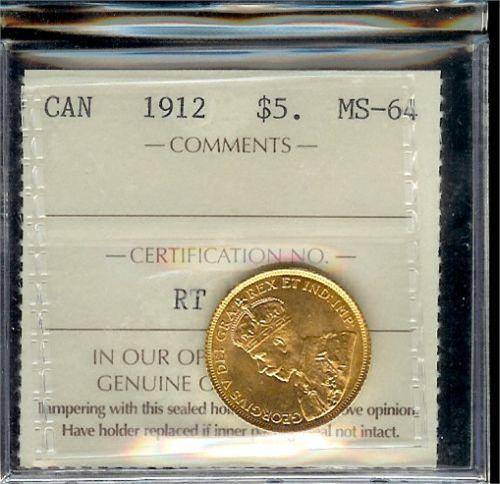 CAN 1912 $5. MS-64
— COMMENTS —
— CERTIFICATION NO. —
RT
IN OUR
GENUINE
Tampering with this sealed opinion,
Have holder replaced if inner not intact.
GEORGIVS V DEI GRA: REX ET IND:IMP: